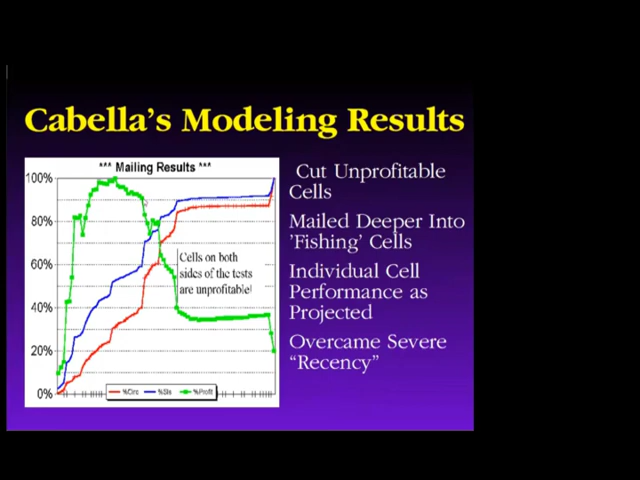 Cabella's Modeling Results
*** Mailing Results ***
100%
80%
60%
40%
20%
0%
Cells on both
sides of the tests
are unprofitable!
%Circ %Sls %Profit
Cut Unprofitable
Cells
Mailed Deeper Into
'Fishing' Cells
Individual Cell
Performance as
Projected
Overcame Severe
“Recency”